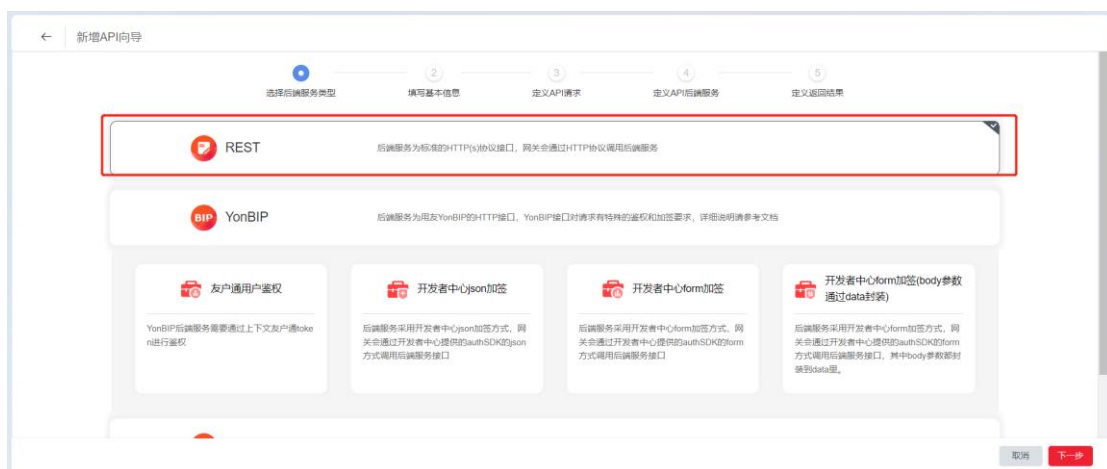 ← 新增API向导
2 3 4 5
选择后端服务类型 填写基本信息 定义API请求 定义API后端服务 定义返回结果
REST 后端服务为标准的HTTP(s)协议接口，网关会通过HTTP协议调用后端服务
BIP YonBIP 后端服务为用友YonBIP的HTTP接口，YonBIP接口对请求有特殊的鉴权和加签要求，详细说明请参考文档
友户通用户鉴权
YonBIP后端服务需要通过上下文友户通toke
n进行鉴权
开发者中心json加签
后端服务采用开发者中心json加签方式，网
关会通过开发者中心提供的authSDK的json
方式调用后端服务接口
开发者中心form加签
后端服务采用开发者中心form加签方式，网
关会通过开发者中心提供的authSDK的form
方式调用后端服务接口
开发者中心form加签(body参数
通过data封装)
后端服务采用开发者中心form加签方式，网
关会通过开发者中心提供的authSDK的form
方式调用后端服务接口，其中body参数都封
装到data里。
取消 下一步